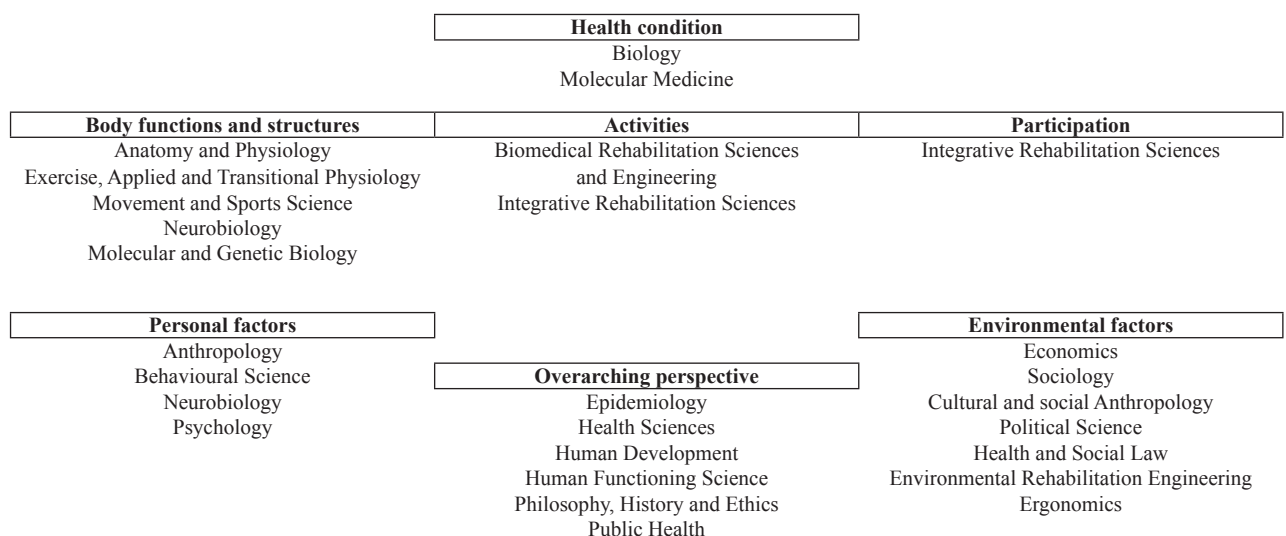 Health condition
Biology
Molecular Medicine
Body functions and structures
Anatomy and Physiology
Exercise, Applied and Transitional Physiology
Movement and Sports Science
Neurobiology
Molecular and Genetic Biology
Activities
Biomedical Rehabilitation Sciences
and Engineering
Integrative Rehabilitation Sciences
Participation
Integrative Rehabilitation Sciences
Personal factors
Anthropology
Behavioural Science
Neurobiology
Psychology
Overarching perspective
Epidemiology
Health Sciences
Human Development
Human Functioning Science
Philosophy, History and Ethics
Public Health
Environmental factors
Economics
Sociology
Cultural and social Anthropology
Political Science
Health and Social Law
Environmental Rehabilitation Engineering
Ergonomics